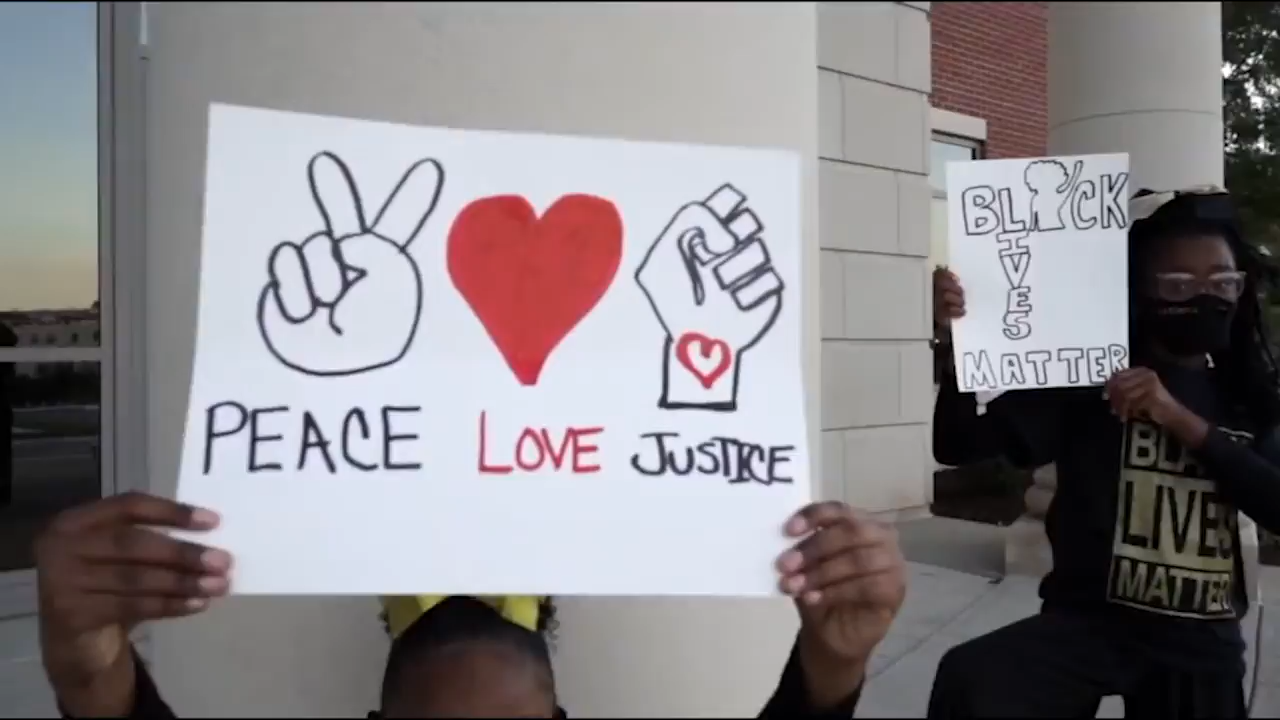 PEACE LOVE JUSTICE
BLACK
LIVES
MATTER
LIVES
MATTER